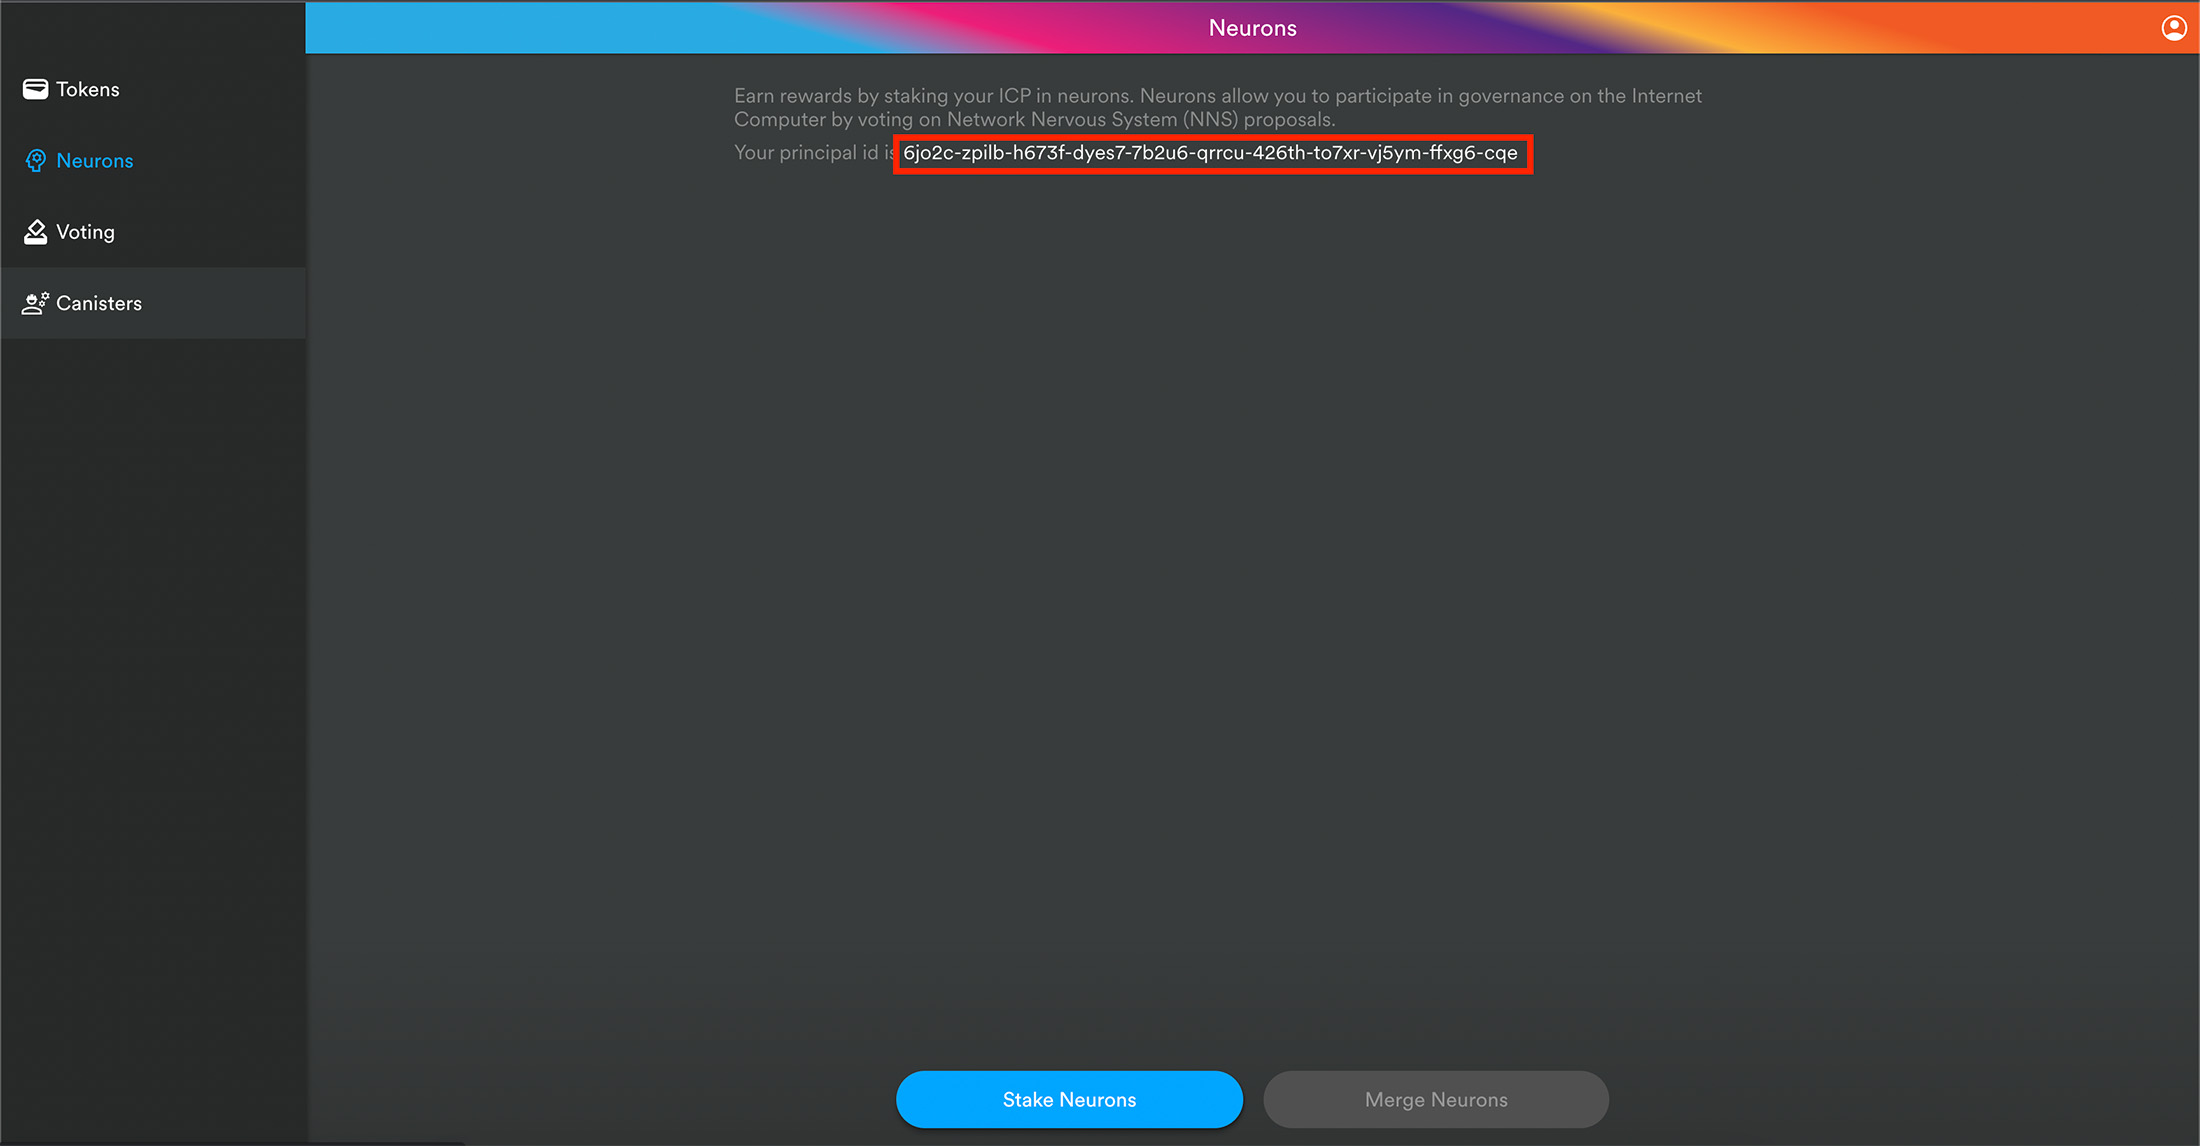 Neurons
Tokens
Neurons
Voting
Canisters
Earn rewards by staking your ICP in neurons. Neurons allow you to participate in governance on the Internet
Computer by voting on Network Nervous System (NNS) proposals.
Your principal id is 6jo2c-zpilb-h673f-dyes7-7b2u6-qrrcu-426th-to7xr-vj5ym-ffxg6-cqe
Stake Neurons
Merge Neurons